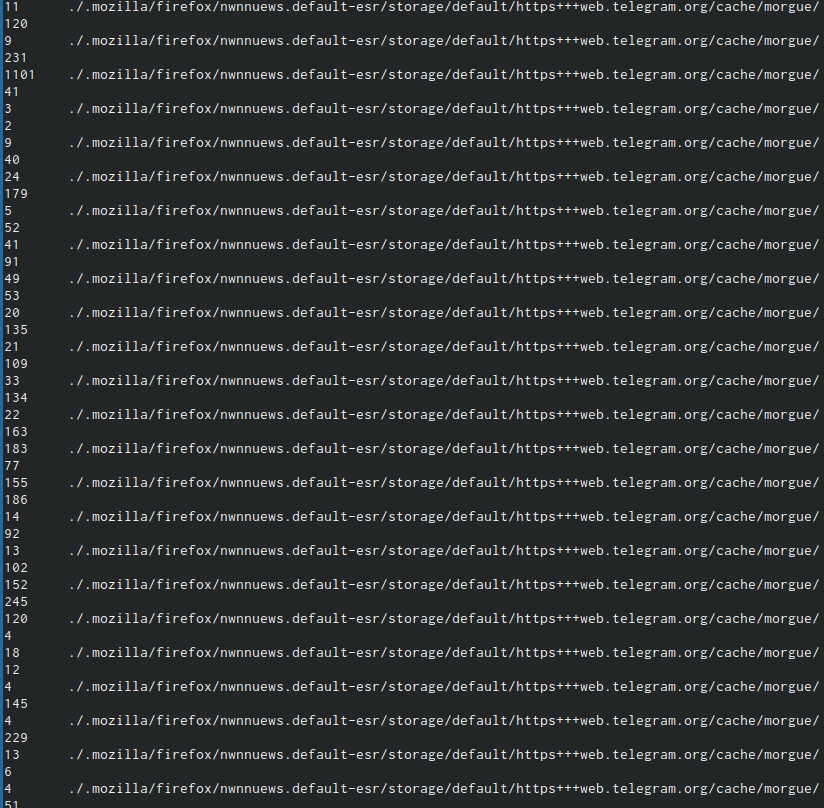 11      ./.mozilla/firefox/nwnnuews.default-esr/storage/default/https+++web.telegram.org/cache/morgue/
120
9       ./.mozilla/firefox/nwnnuews.default-esr/storage/default/https+++web.telegram.org/cache/morgue/
231
1101    ./.mozilla/firefox/nwnnuews.default-esr/storage/default/https+++web.telegram.org/cache/morgue/
41
3       ./.mozilla/firefox/nwnnuews.default-esr/storage/default/https+++web.telegram.org/cache/morgue/
2
9       ./.mozilla/firefox/nwnnuews.default-esr/storage/default/https+++web.telegram.org/cache/morgue/
40
24      ./.mozilla/firefox/nwnnuews.default-esr/storage/default/https+++web.telegram.org/cache/morgue/
179
5       ./.mozilla/firefox/nwnnuews.default-esr/storage/default/https+++web.telegram.org/cache/morgue/
52
41      ./.mozilla/firefox/nwnnuews.default-esr/storage/default/https+++web.telegram.org/cache/morgue/
91
49      ./.mozilla/firefox/nwnnuews.default-esr/storage/default/https+++web.telegram.org/cache/morgue/
53
20      ./.mozilla/firefox/nwnnuews.default-esr/storage/default/https+++web.telegram.org/cache/morgue/
135
21      ./.mozilla/firefox/nwnnuews.default-esr/storage/default/https+++web.telegram.org/cache/morgue/
109
33      ./.mozilla/firefox/nwnnuews.default-esr/storage/default/https+++web.telegram.org/cache/morgue/
134
22      ./.mozilla/firefox/nwnnuews.default-esr/storage/default/https+++web.telegram.org/cache/morgue/
163
183     ./.mozilla/firefox/nwnnuews.default-esr/storage/default/https+++web.telegram.org/cache/morgue/
77
155     ./.mozilla/firefox/nwnnuews.default-esr/storage/default/https+++web.telegram.org/cache/morgue/
186
14      ./.mozilla/firefox/nwnnuews.default-esr/storage/default/https+++web.telegram.org/cache/morgue/
92
13      ./.mozilla/firefox/nwnnuews.default-esr/storage/default/https+++web.telegram.org/cache/morgue/
102
152     ./.mozilla/firefox/nwnnuews.default-esr/storage/default/https+++web.telegram.org/cache/morgue/
245
120     ./.mozilla/firefox/nwnnuews.default-esr/storage/default/https+++web.telegram.org/cache/morgue/
4
18      ./.mozilla/firefox/nwnnuews.default-esr/storage/default/https+++web.telegram.org/cache/morgue/
12
4       ./.mozilla/firefox/nwnnuews.default-esr/storage/default/https+++web.telegram.org/cache/morgue/
145
4       ./.mozilla/firefox/nwnnuews.default-esr/storage/default/https+++web.telegram.org/cache/morgue/
229
13      ./.mozilla/firefox/nwnnuews.default-esr/storage/default/https+++web.telegram.org/cache/morgue/
6
4       ./.mozilla/firefox/nwnnuews.default-esr/storage/default/https+++web.telegram.org/cache/morgue/
51